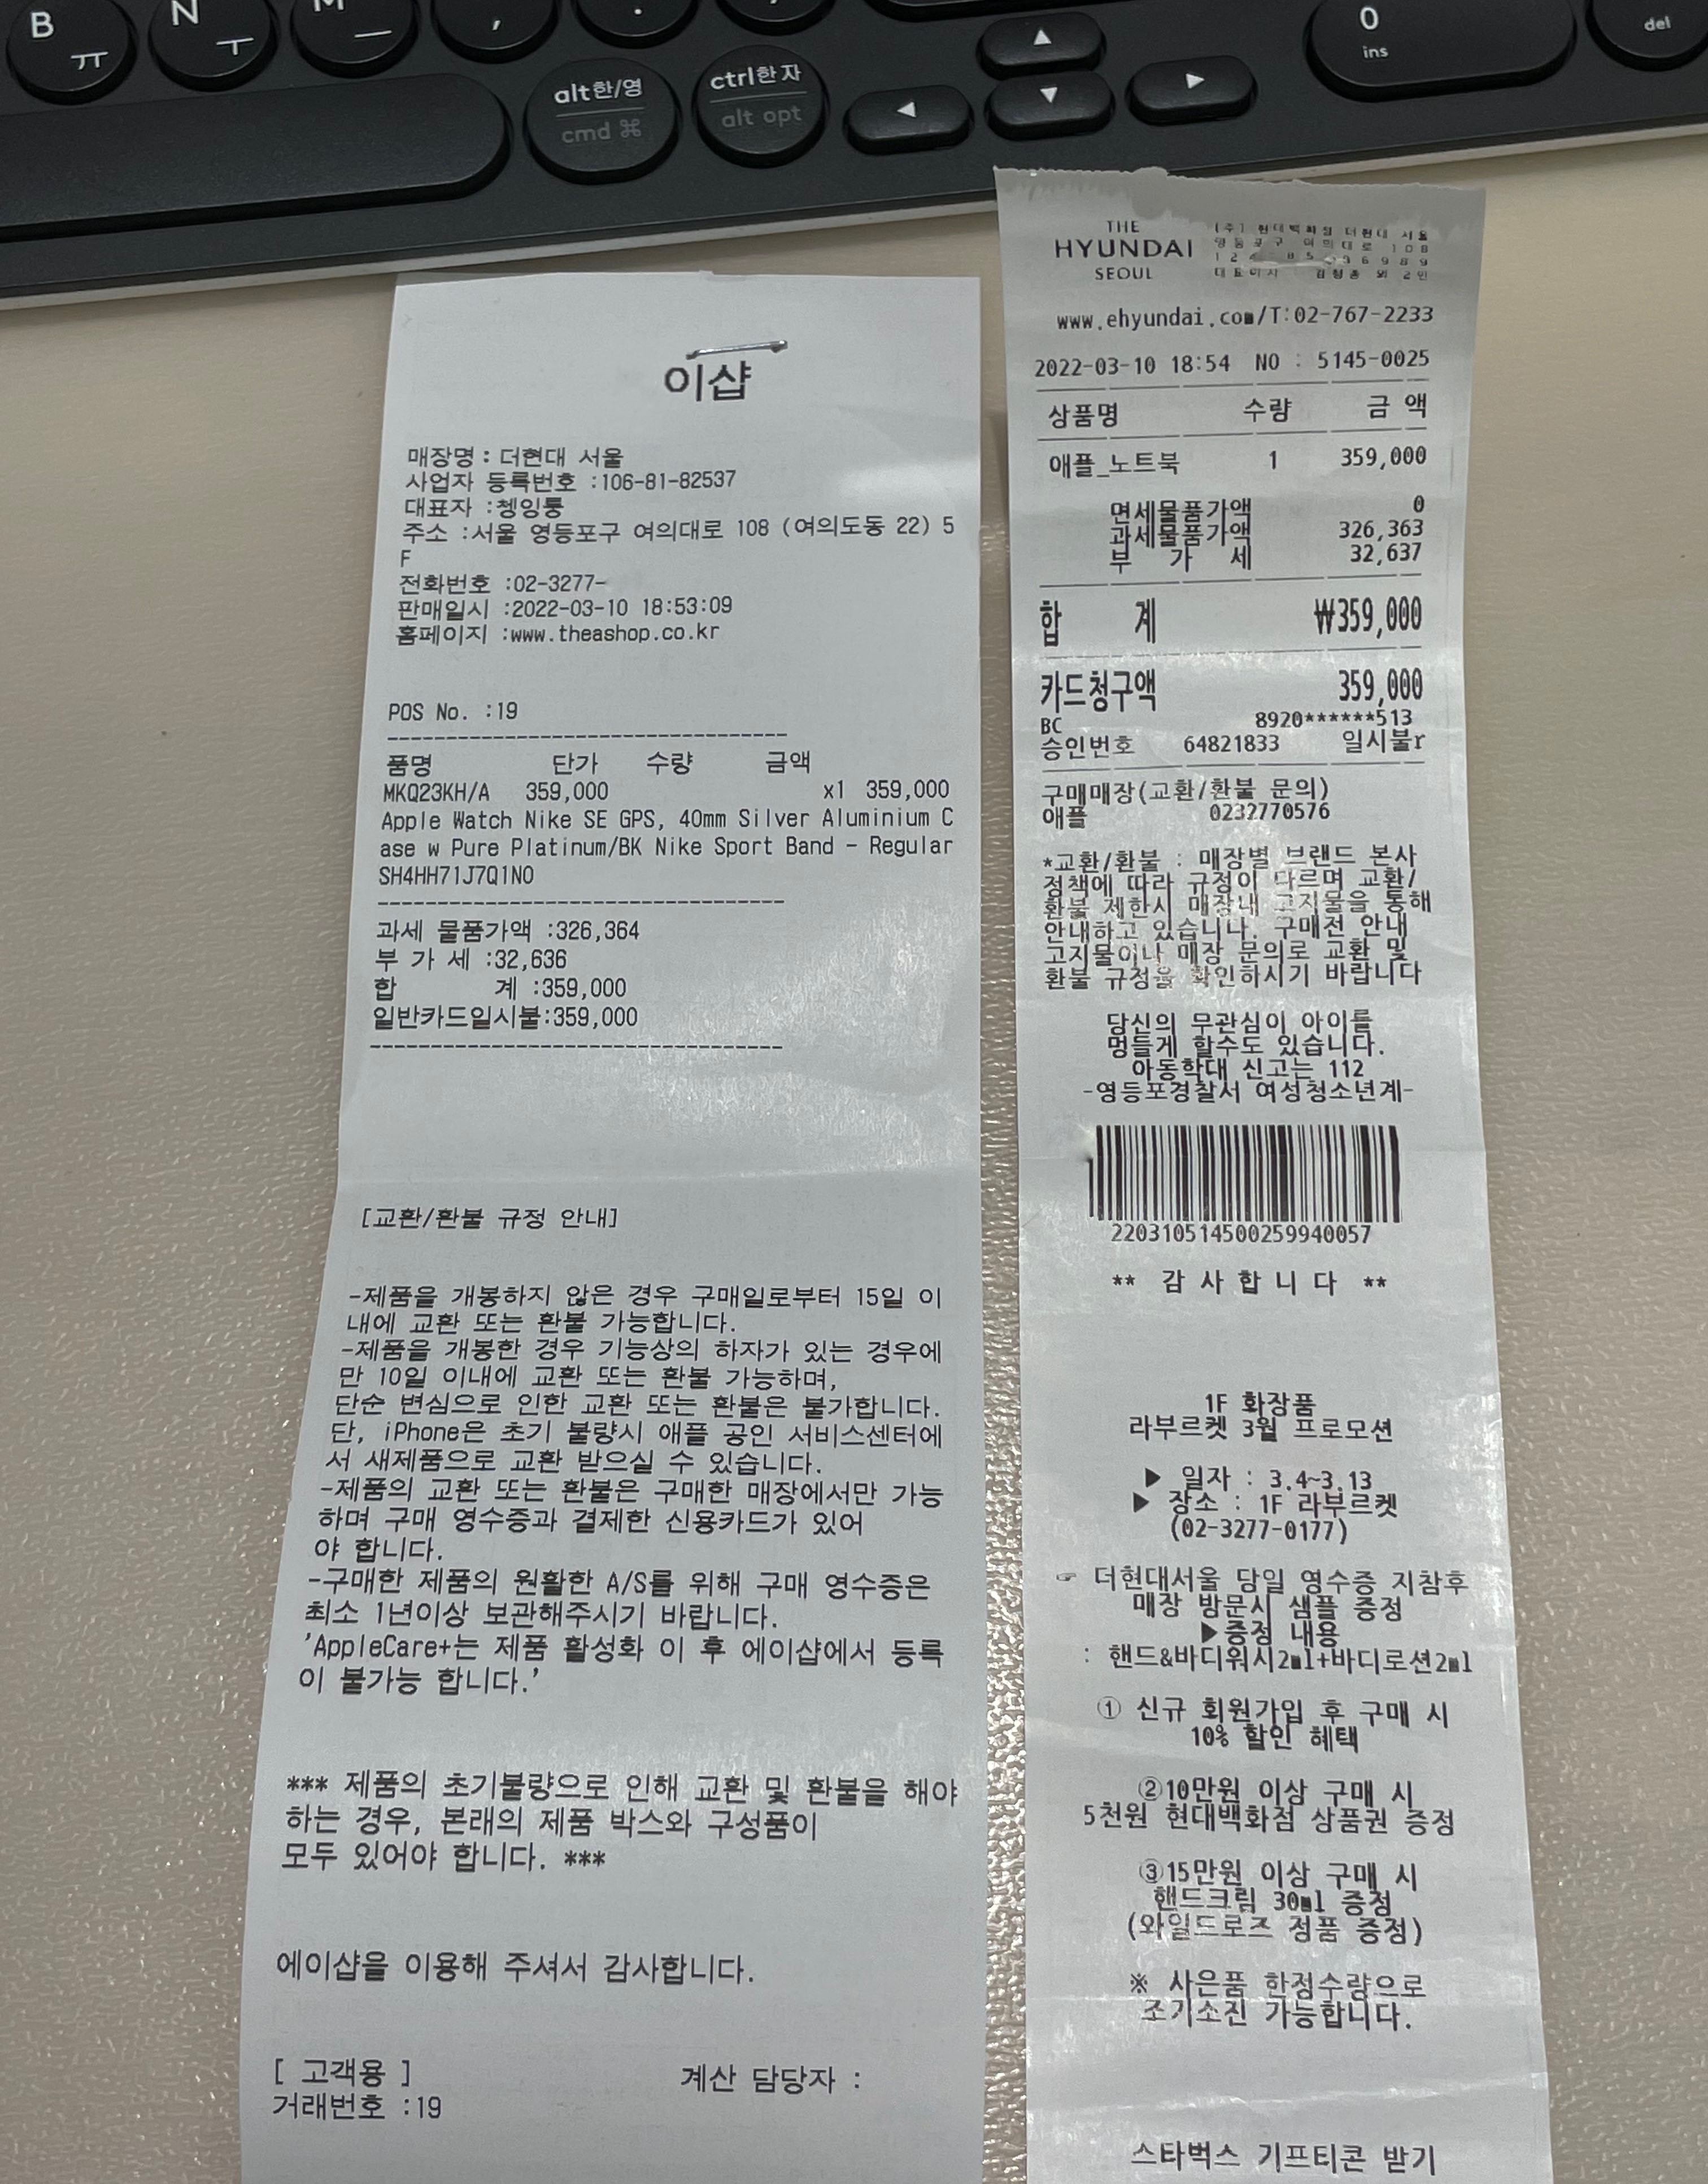 B
ㅠ
N
ㅜ
M
ㅡ
,
.
alt한/영
cmd ⌘
ctrl한자
alt opt
▲
◀
▼
▶
0
ins
del
이샵
매장명 : 더현대 서울
사업자 등록번호 :106-81-82537
대표자 :쳉잉퉁
주소 :서울 영등포구 여의대로 108 (여의도동 22) 5
F
전화번호 :02-3277-
판매일시 :2022-03-10 18:53:09
홈페이지 :www.theashop.co.kr
POS No. :19
---------------------------------
품명 단가 수량 금액
MKQ23KH/A 359,000 x1 359,000
Apple Watch Nike SE GPS, 40mm Silver Aluminium C
ase w Pure Platinum/BK Nike Sport Band - Regular
SH4HH71J7Q1N0
---------------------------------
과세 물품가액 :326,364
부 가 세 :32,636
합 계 :359,000
일반카드일시불:359,000
---------------------------------
[교환/환불 규정 안내]
-제품을 개봉하지 않은 경우 구매일로부터 15일 이
내에 교환 또는 환불 가능합니다.
-제품을 개봉한 경우 기능상의 하자가 있는 경우에
만 10일 이내에 교환 또는 환불 가능하며,
단순 변심으로 인한 교환 또는 환불은 불가합니다.
단, iPhone은 초기 불량시 애플 공인 서비스센터에
서 새제품으로 교환 받으실 수 있습니다.
-제품의 교환 또는 환불은 구매한 매장에서만 가능
하며 구매 영수증과 결제한 신용카드가 있어
야 합니다.
-구매한 제품의 원활한 A/S를 위해 구매 영수증은
최소 1년이상 보관해주시기 바랍니다.
'AppleCare+는 제품 활성화 이 후 에이샵에서 등록
이 불가능 합니다.'
*** 제품의 초기불량으로 인해 교환 및 환불을 해야
하는 경우, 본래의 제품 박스와 구성품이
모두 있어야 합니다. ***
에이샵을 이용해 주셔서 감사합니다.
[ 고객용 ] 계산 담당자 :
거래번호 :19
THE
HYUNDAI
SEOUL
(주) 현대백화점 더현대 서울
영등포구 여의대로 108
대표이사 김형종 외 2인
www.ehyundai.com/T:02-767-2233
2022-03-10 18:54 NO : 5145-0025
상품명 수량 금 액
애플_노트북 1 359,000
면세물품가액 0
과세물품가액 326,363
부 가 세 32,637
합 계 ₩359,000
카드청구액 359,000
BC 8920******513
승인번호 64821833 일시불r
구매매장(교환/환불 문의)
애플 0232770576
*교환/환불 : 매장별 브랜드 본사
정책에 따라 규정이 다르며 교환/
환불 제한시 매장내 고지물을 통해
안내하고 있습니다. 구매전 안내
고지물이나 매장 문의로 교환 및
환불 규정을 확인하시기 바랍니다
당신의 무관심이 아이를
멍들게 할수도 있습니다.
아동학대 신고는 112
-영등포경찰서 여성청소년계-
220310514500259940057
** 감 사 합 니 다 **
1F 화장품
라부르켓 3월 프로모션
▶ 일자 : 3.4~3.13
▶ 장소 : 1F 라부르켓
(02-3277-0177)
☞ 더현대서울 당일 영수증 지참후
매장 방문시 샘플 증정
▶증정 내용
: 핸드&바디워시2ml+바디로션2ml
① 신규 회원가입 후 구매 시
10% 할인 혜택
②10만원 이상 구매 시
5천원 현대백화점 상품권 증정
③15만원 이상 구매 시
핸드크림 30ml 증정
(와일드로즈 정품 증정)
※ 사은품 한정수량으로
조기소진 가능합니다.
스타벅스 기프티콘 받기